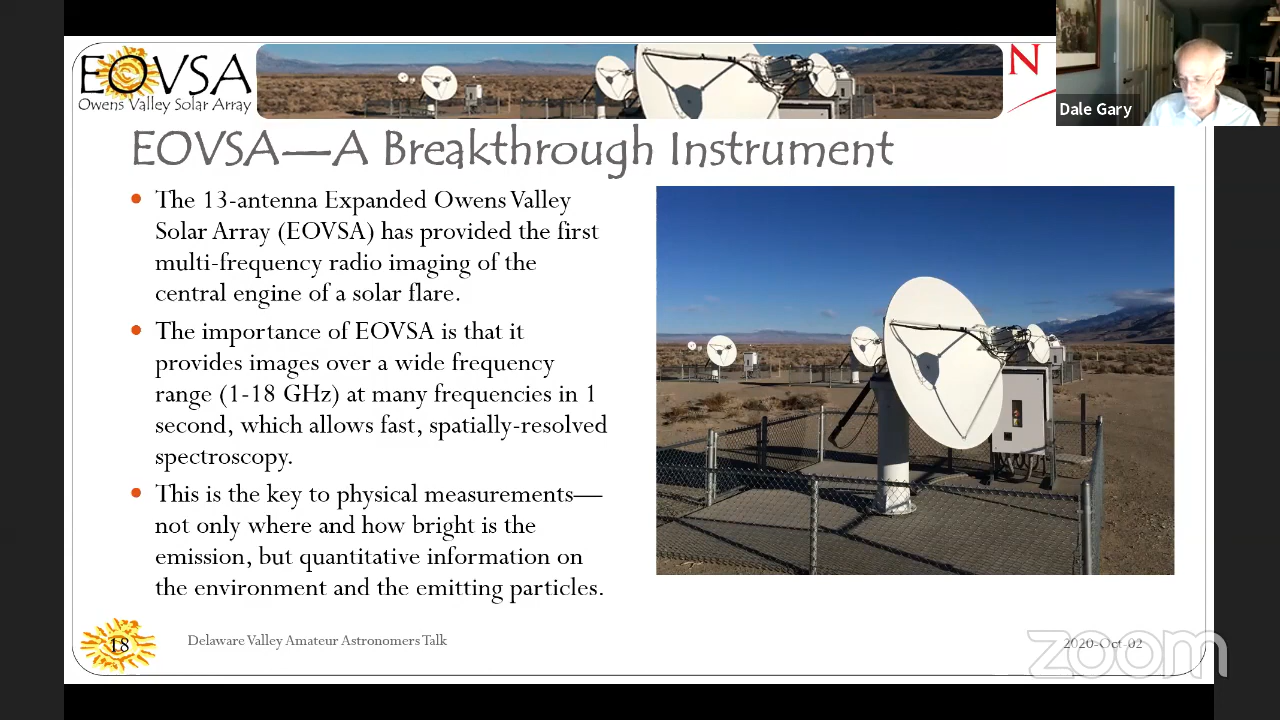 EOVSA
Owens Valley Solar Array
N
Dale Gary
EOVSA—A Breakthrough Instrument
• The 13-antenna Expanded Owens Valley
Solar Array (EOVSA) has provided the first
multi-frequency radio imaging of the
central engine of a solar flare.
• The importance of EOVSA is that it
provides images over a wide frequency
range (1-18 GHz) at many frequencies in 1
second, which allows fast, spatially-resolved
spectroscopy.
• This is the key to physical measurements—
not only where and how bright is the
emission, but quantitative information on
the environment and the emitting particles.
18
Delaware Valley Amateur Astronomers Talk
2020-Oct-02
zoom